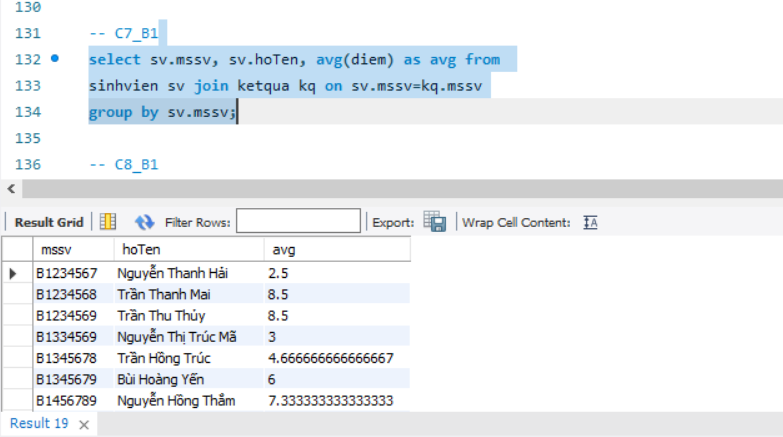 130
131 -- C7_B1
132 select sv.mssv, sv.hoTen, avg(diem) as avg from
133 sinhvien sv join ketqua kq on sv.mssv=kq.mssv
134 group by sv.mssv;
135
136 -- C8_B1
Result Grid Filter Rows: Export: Wrap Cell Content: IA
mssv hoTen avg
B1234567 Nguyễn Thanh Hải 2.5
B1234568 Trần Thanh Mai 8.5
B1234569 Trần Thu Thủy 8.5
B1334569 Nguyễn Thị Trúc Mã 3
B1345678 Trần Hồng Trúc 4.666666666666667
B1345679 Bùi Hoàng Yến 6
B1456789 Nguyễn Hồng Thắm 7.333333333333333
Result 19